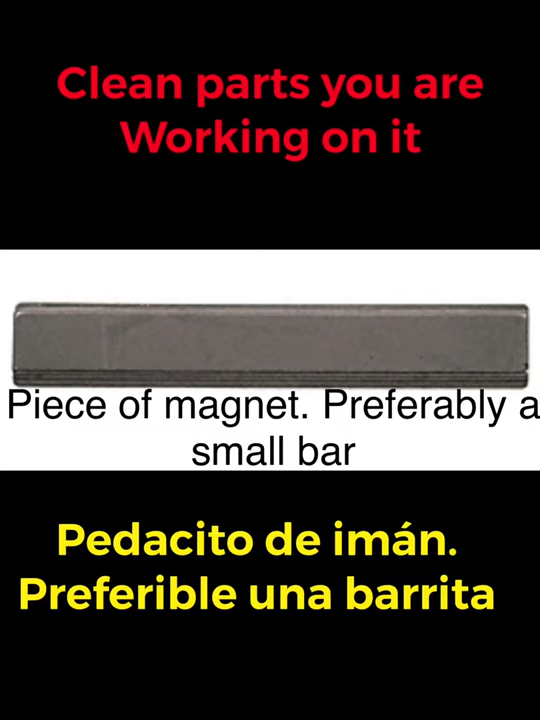 Clean parts you are
Working on it
Piece of magnet. Preferably a
small bar
Pedacito de imán.
Preferible una barrita